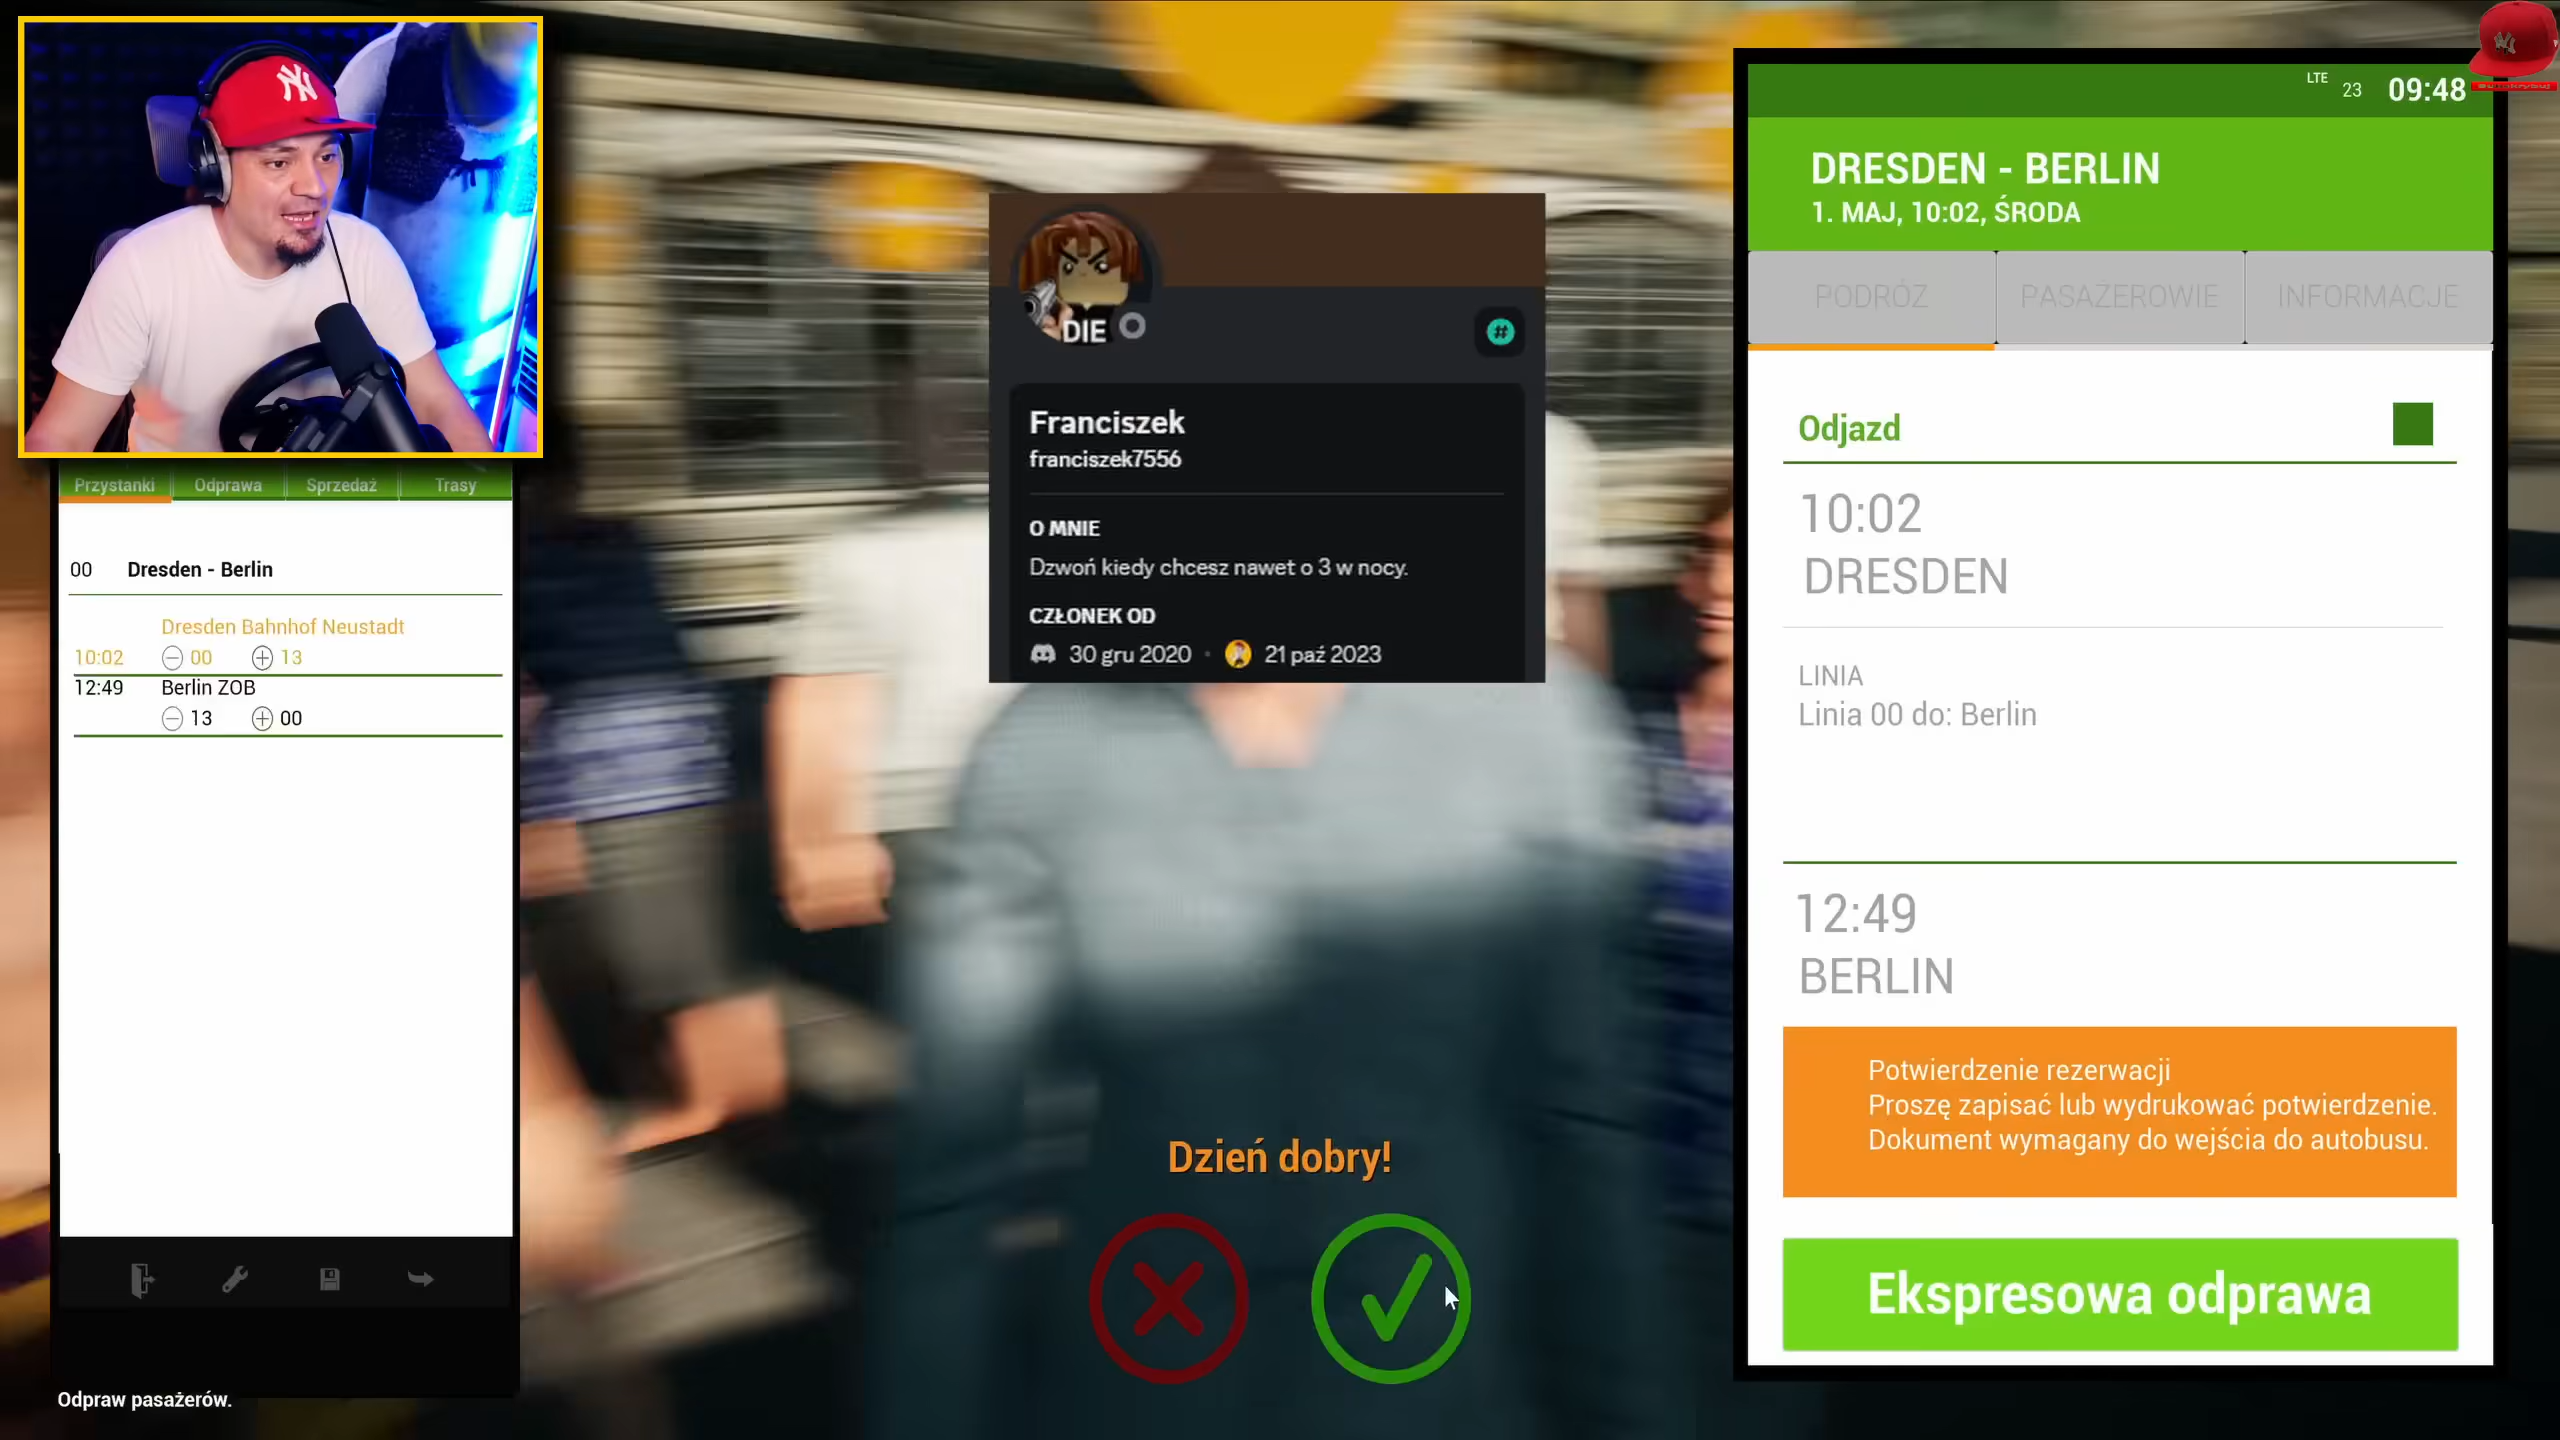 NY
Przystanki
Odprawa
Sprzedaż
Trasy
00 Dresden - Berlin
Dresden Bahnhof Neustadt
10:02 00 13
12:49 Berlin ZOB
13 00
Odpraw pasażerów.
DIE
Franciszek
franciszek7556
O MNIE
Dzwoń kiedy chcesz nawet o 3 w nocy.
CZŁONEK OD
30 gru 2020 • 21 paź 2023
Dzień dobry!
LTE 23 09:48
DRESDEN - BERLIN
1. MAJ, 10:02, ŚRODA
PODRÓŻ
PASAŻEROWIE
INFORMACJE
Odjazd
10:02
DRESDEN
LINIA
Linia 00 do: Berlin
12:49
BERLIN
Potwierdzenie rezerwacji
Proszę zapisać lub wydrukować potwierdzenie.
Dokument wymagany do wejścia do autobusu.
Ekspresowa odprawa